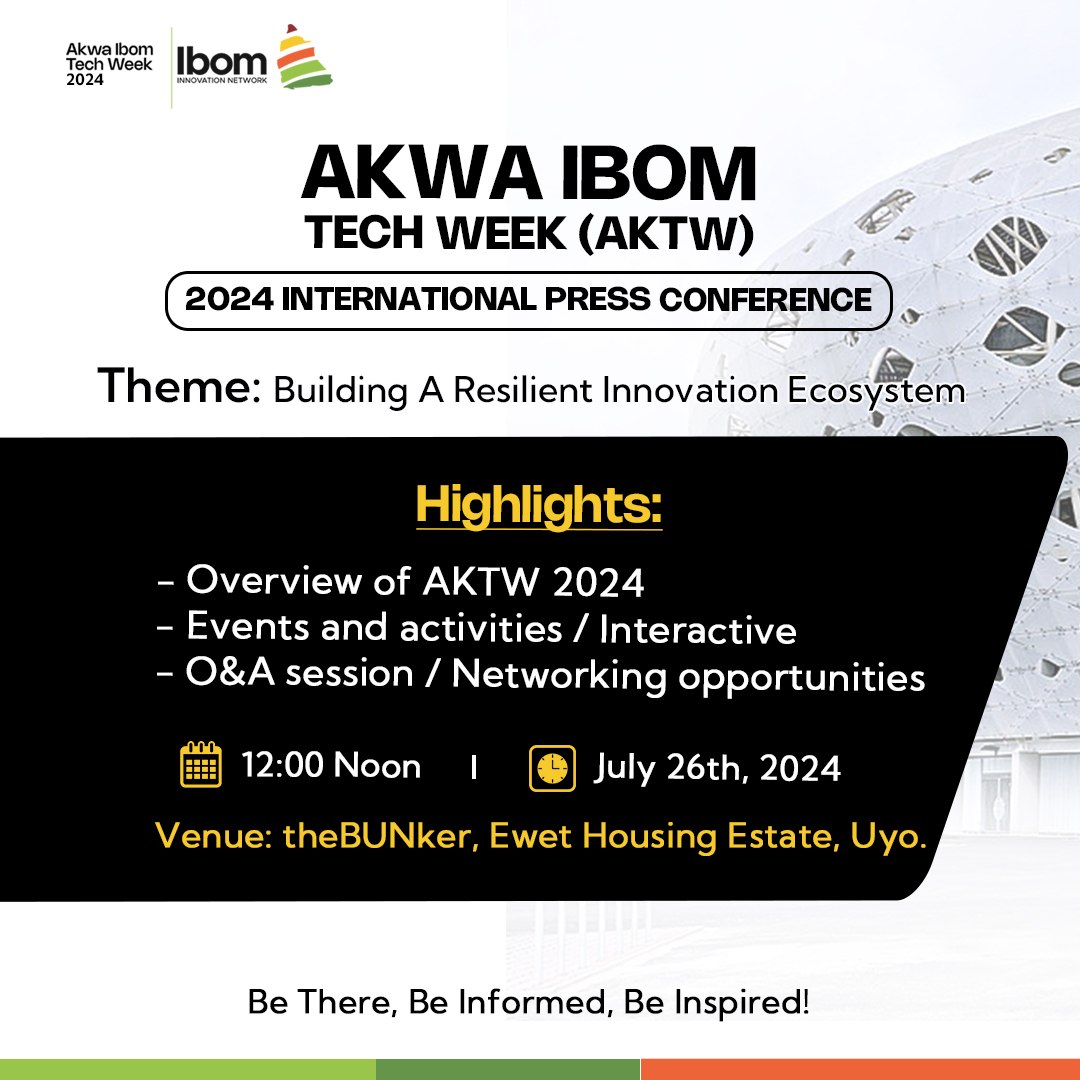 Akwa Ibom
Tech Week
2024
Ibom
INNOVATION NETWORK
AKWA IBOM
TECH WEEK (AKTW)
2024 INTERNATIONAL PRESS CONFERENCE
Theme: Building A Resilient Innovation Ecosystem
Highlights:
– Overview of AKTW 2024
– Events and activities / Interactive
– O&A session / Networking opportunities
12:00 Noon | July 26th, 2024
Venue: theBUNker, Ewet Housing Estate, Uyo.
Be There, Be Informed, Be Inspired!